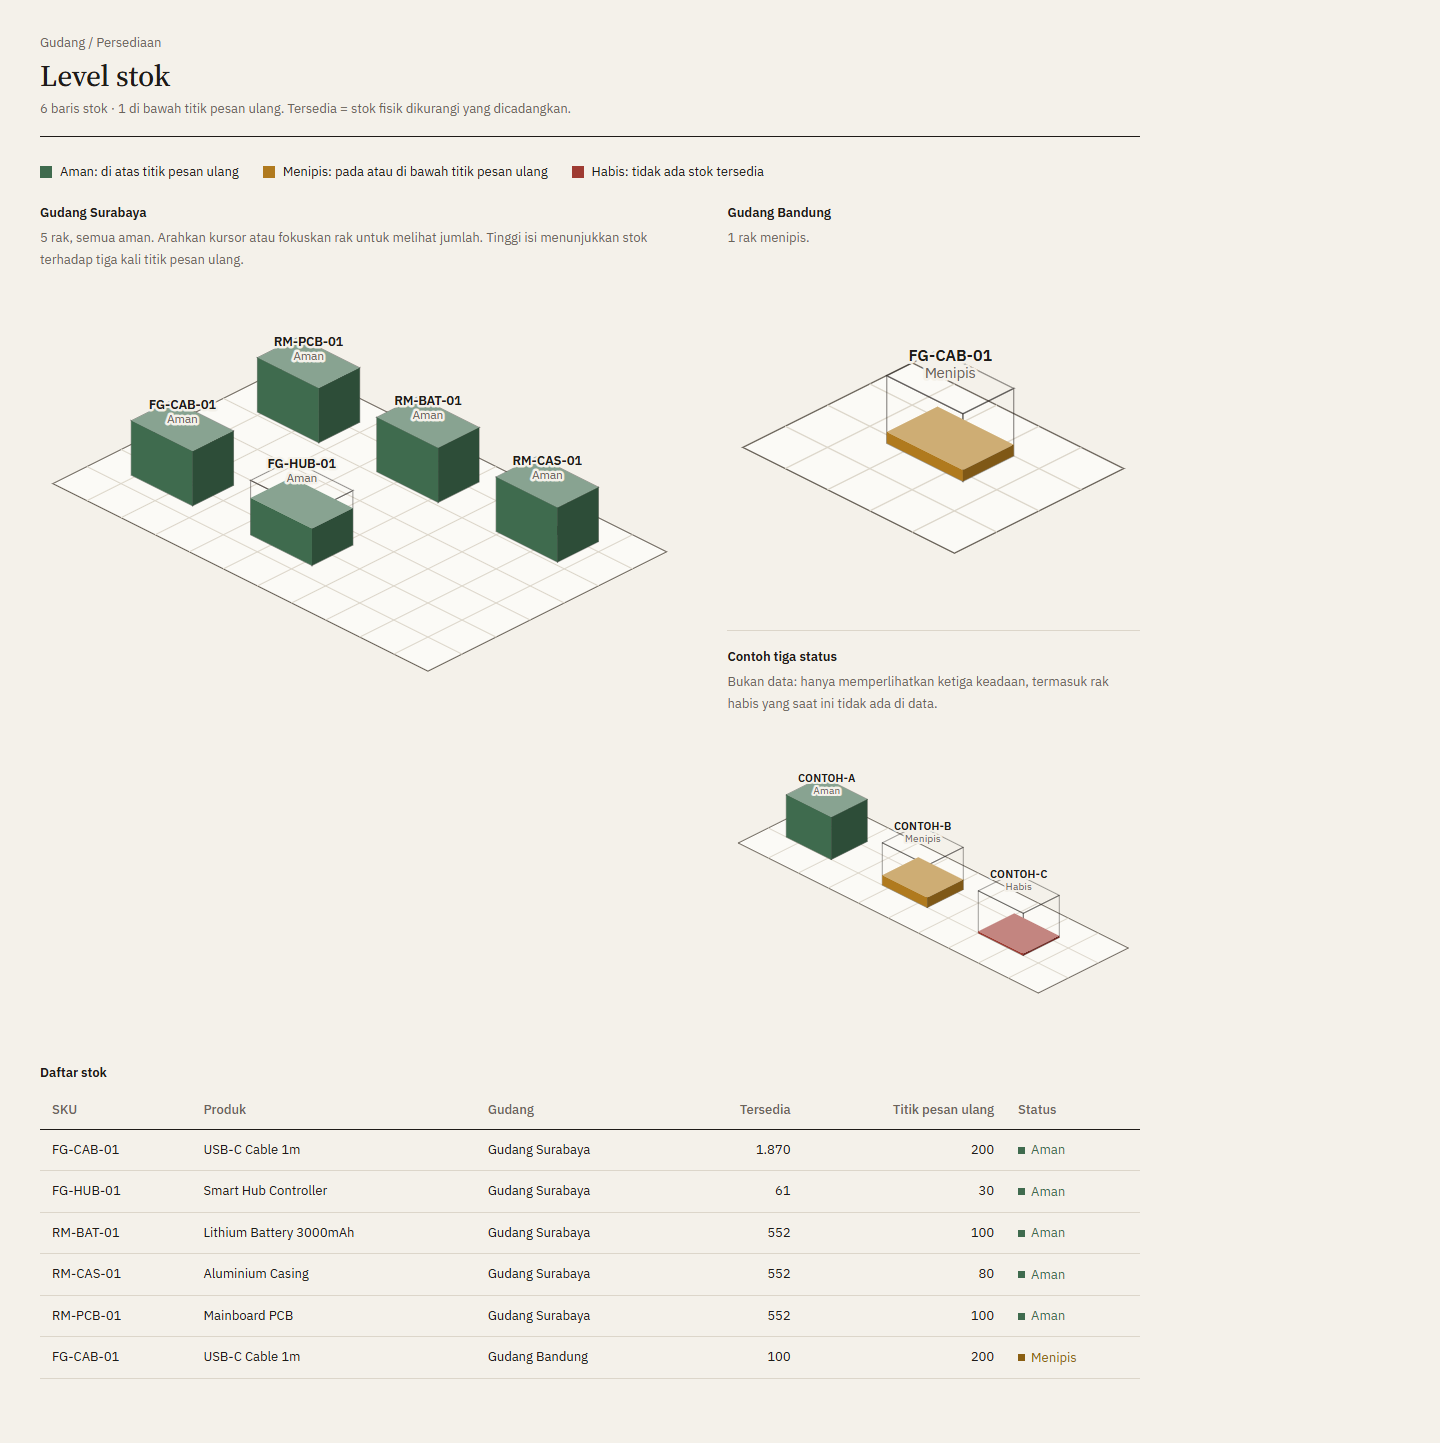 Gudang / Persediaan
Level stok
6 baris stok · 1 di bawah titik pesan ulang. Tersedia = stok fisik dikurangi yang dicadangkan.
Aman: di atas titik pesan ulang
Menipis: pada atau di bawah titik pesan ulang
Habis: tidak ada stok tersedia
Gudang Surabaya
5 rak, semua aman. Arahkan kursor atau fokuskan rak untuk melihat jumlah. Tinggi isi menunjukkan stok
terhadap tiga kali titik pesan ulang.
RM-PCB-01
Aman
FG-CAB-01
Aman
RM-BAT-01
Aman
FG-HUB-01
Aman
RM-CAS-01
Aman
Gudang Bandung
1 rak menipis.
FG-CAB-01
Menipis
Contoh tiga status
Bukan data: hanya memperlihatkan ketiga keadaan, termasuk rak
habis yang saat ini tidak ada di data.
CONTOH-A
Aman
CONTOH-B
Menipis
CONTOH-C
Habis
Daftar stok
SKU Produk Gudang Tersedia Titik pesan ulang Status
FG-CAB-01 USB-C Cable 1m Gudang Surabaya 1.870 200 Aman
FG-HUB-01 Smart Hub Controller Gudang Surabaya 61 30 Aman
RM-BAT-01 Lithium Battery 3000mAh Gudang Surabaya 552 100 Aman
RM-CAS-01 Aluminium Casing Gudang Surabaya 552 80 Aman
RM-PCB-01 Mainboard PCB Gudang Surabaya 552 100 Aman
FG-CAB-01 USB-C Cable 1m Gudang Bandung 100 200 Menipis